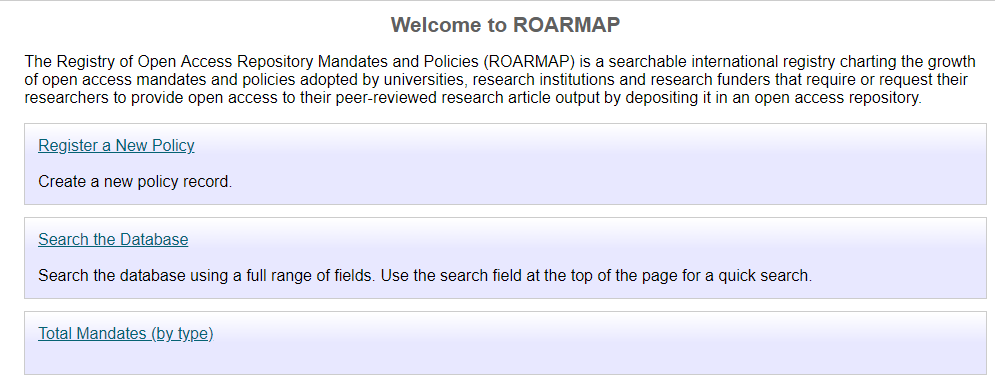 Welcome to ROARMAP
The Registry of Open Access Repository Mandates and Policies (ROARMAP) is a searchable international registry charting the growth
of open access mandates and policies adopted by universities, research institutions and research funders that require or request their
researchers to provide open access to their peer-reviewed research article output by depositing it in an open access repository.
Register a New Policy
Create a new policy record.
Search the Database
Search the database using a full range of fields. Use the search field at the top of the page for a quick search.
Total Mandates (by type)